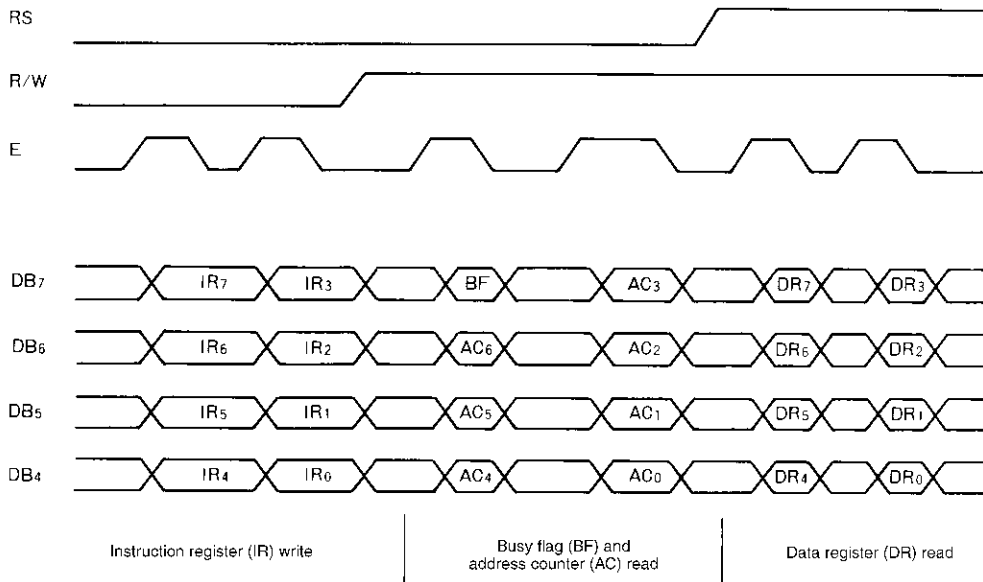 RS
R/W
E
DB7 IR7 IR3 BF AC3 DR7 DR3
DB6 IR6 IR2 AC6 AC2 DR6 DR2
DB5 IR5 IR1 AC5 AC1 DR5 DR1
DB4 IR4 IR0 AC4 AC0 DR4 DR0
Instruction register (IR) write
Busy flag (BF) and
address counter (AC) read
Data register (DR) read